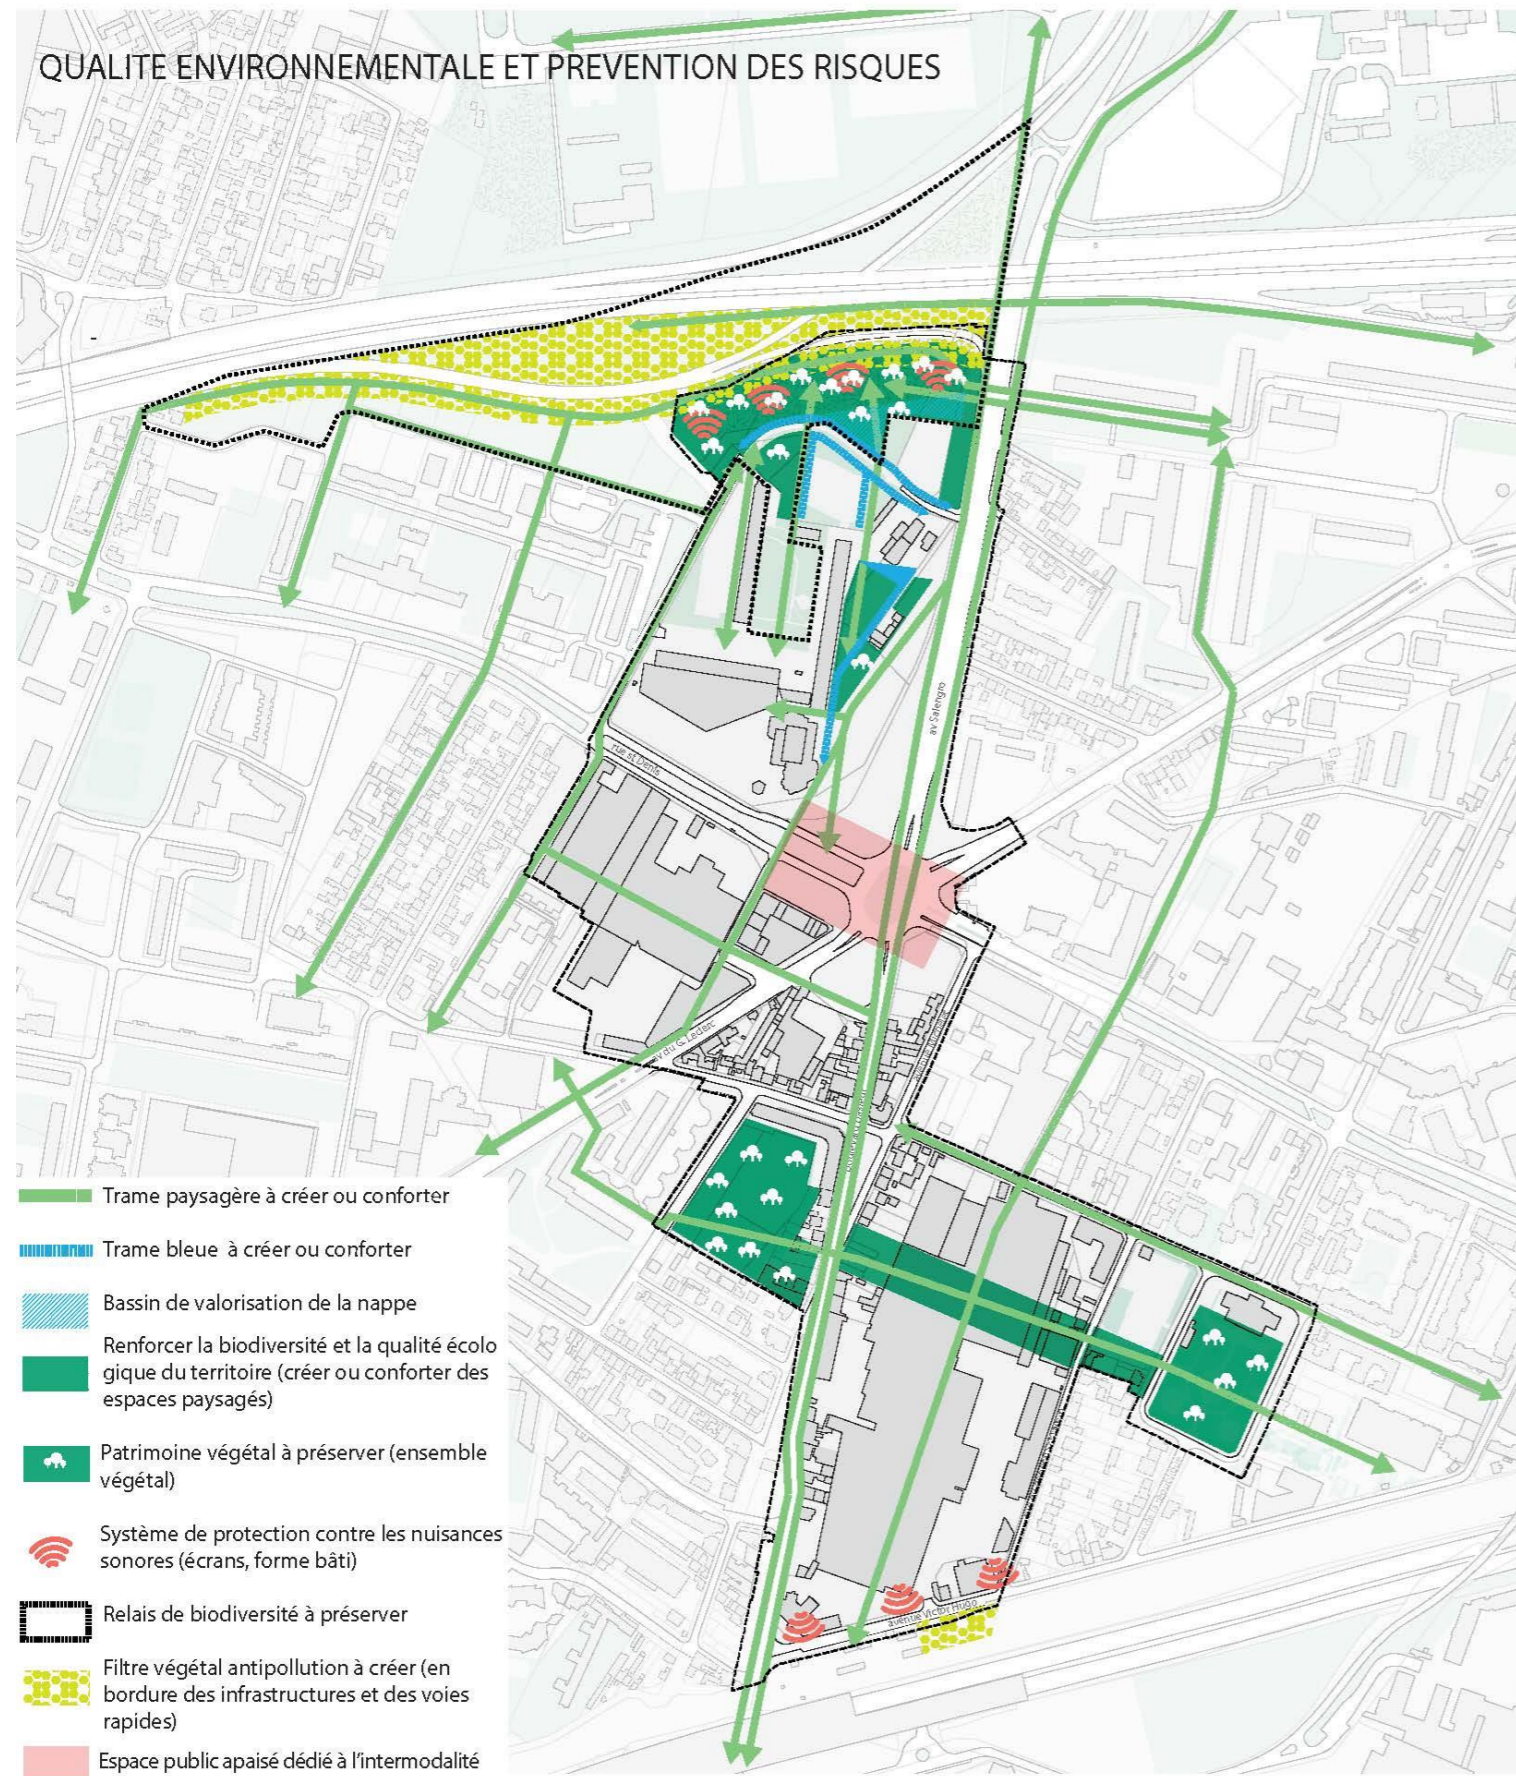 QUALITE ENVIRONNEMENTALE ET PREVENTION DES RISQUES
av Salengro
rue st Denis
av du G. Leclerc
avenue Victor Hugo
Trame paysagère à créer ou conforter
Trame bleue à créer ou conforter
Bassin de valorisation de la nappe
Renforcer la biodiversité et la qualité écolo
gique du territoire (créer ou conforter des
espaces paysagés)
Patrimoine végétal à préserver (ensemble
végétal)
Système de protection contre les nuisances
sonores (écrans, forme bâti)
Relais de biodiversité à préserver
Filtre végétal antipollution à créer (en
bordure des infrastructures et des voies
rapides)
Espace public apaisé dédié à l'intermodalité